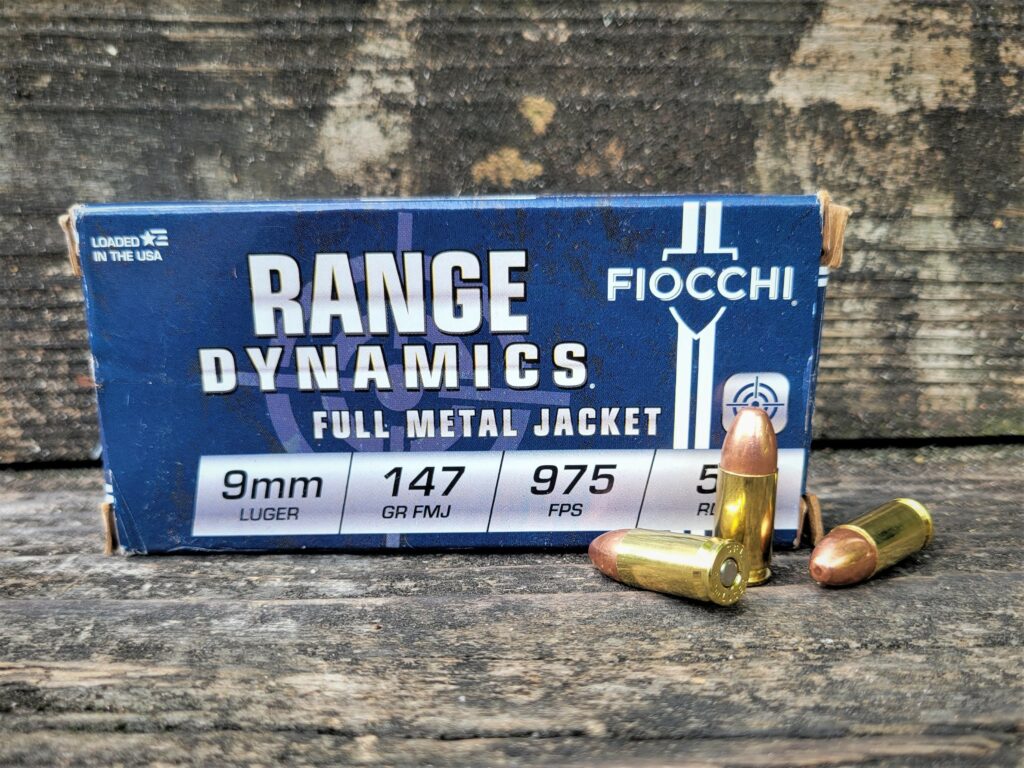 LOADED
IN THE USA
RANGE
DYNAMICS
FULL METAL JACKET
FIOCCHI
9mm
LUGER
147
GR FMJ
975
FPS